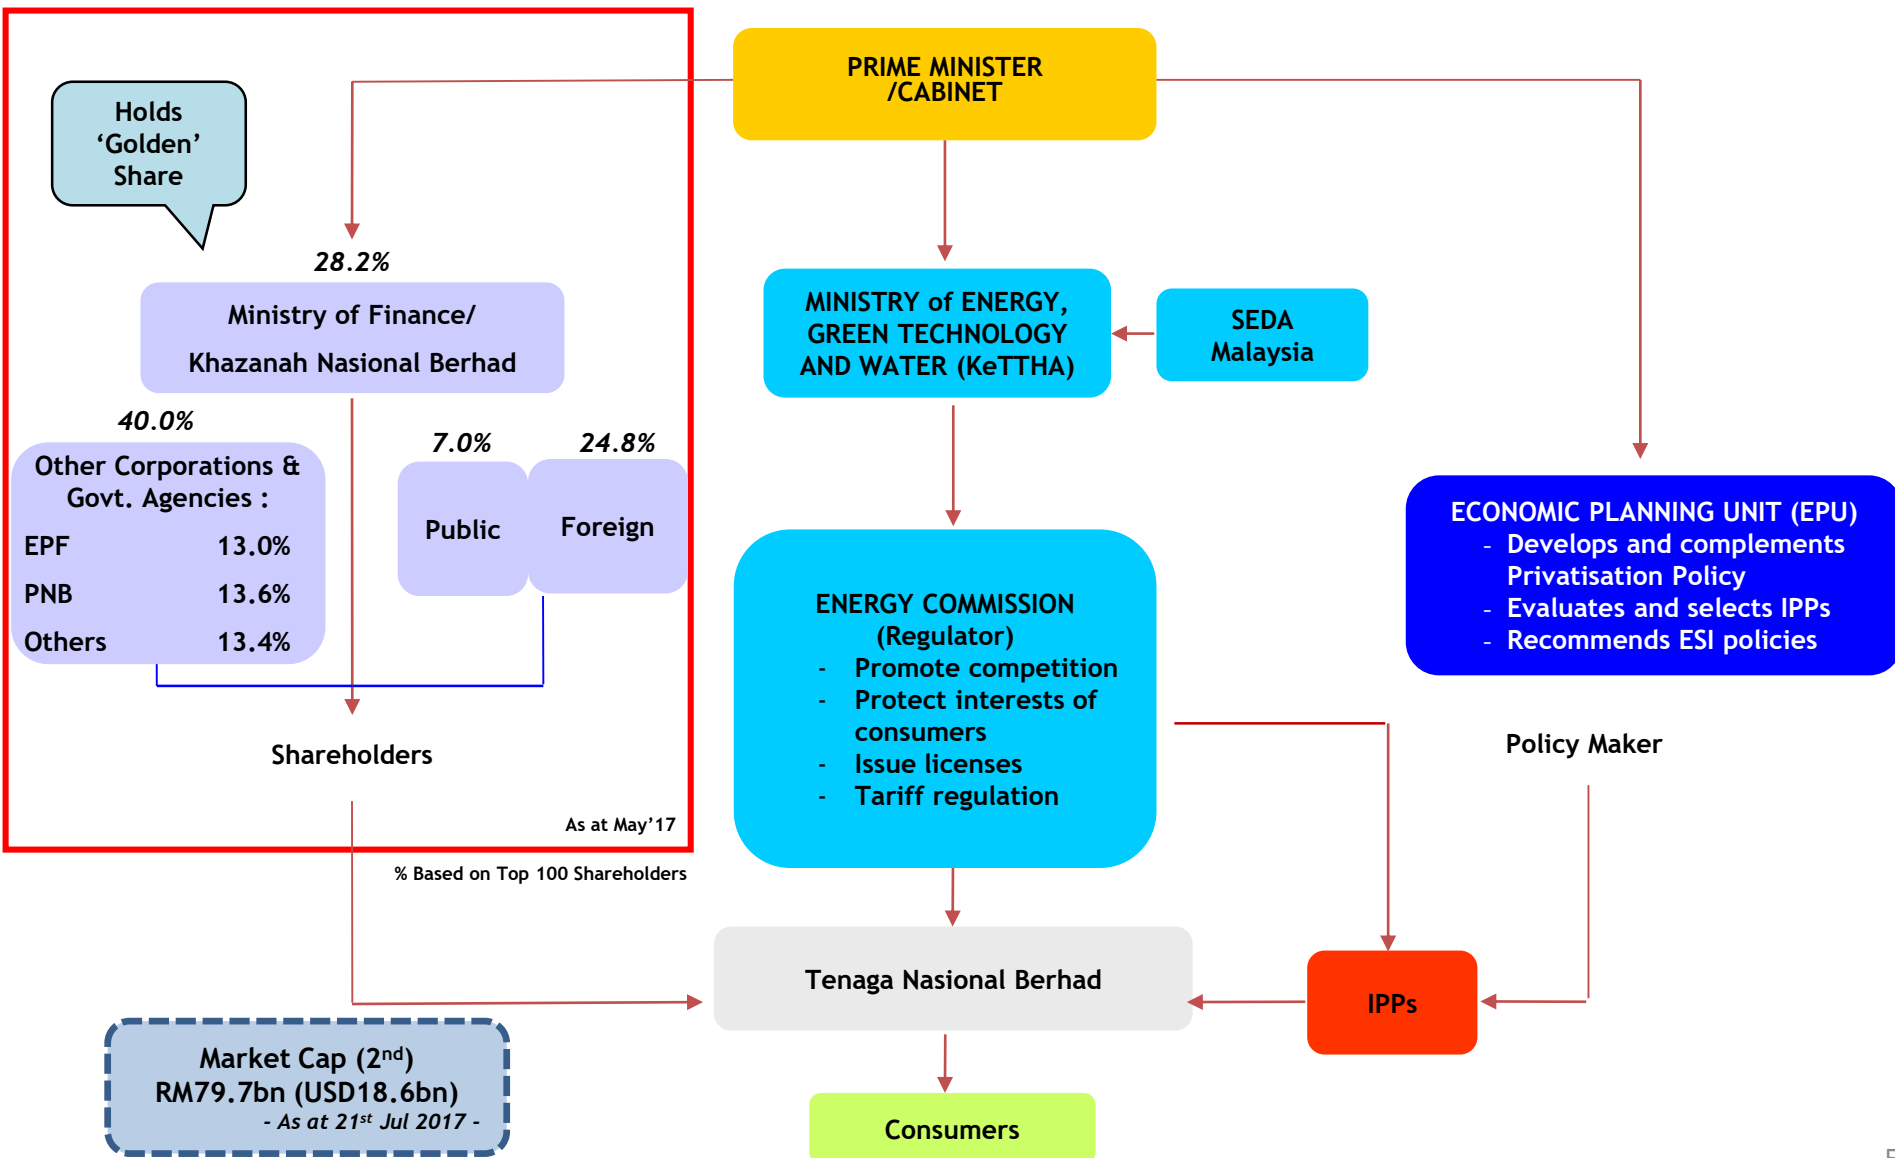 PRIME MINISTER
/CABINET
Holds
‘Golden’
Share
28.2%
Ministry of Finance/
Khazanah Nasional Berhad
40.0%
Other Corporations &
Govt. Agencies :
EPF 13.0%
PNB 13.6%
Others 13.4%
7.0%
Public
24.8%
Foreign
Shareholders
As at May’17
% Based on Top 100 Shareholders
MINISTRY of ENERGY,
GREEN TECHNOLOGY
AND WATER (KeTTHA)
SEDA
Malaysia
ENERGY COMMISSION
(Regulator)
- Promote competition
- Protect interests of
consumers
- Issue licenses
- Tariff regulation
ECONOMIC PLANNING UNIT (EPU)
- Develops and complements
Privatisation Policy
- Evaluates and selects IPPs
- Recommends ESI policies
Policy Maker
Tenaga Nasional Berhad
IPPs
Market Cap (2nd)
RM79.7bn (USD18.6bn)
- As at 21st Jul 2017 -
Consumers